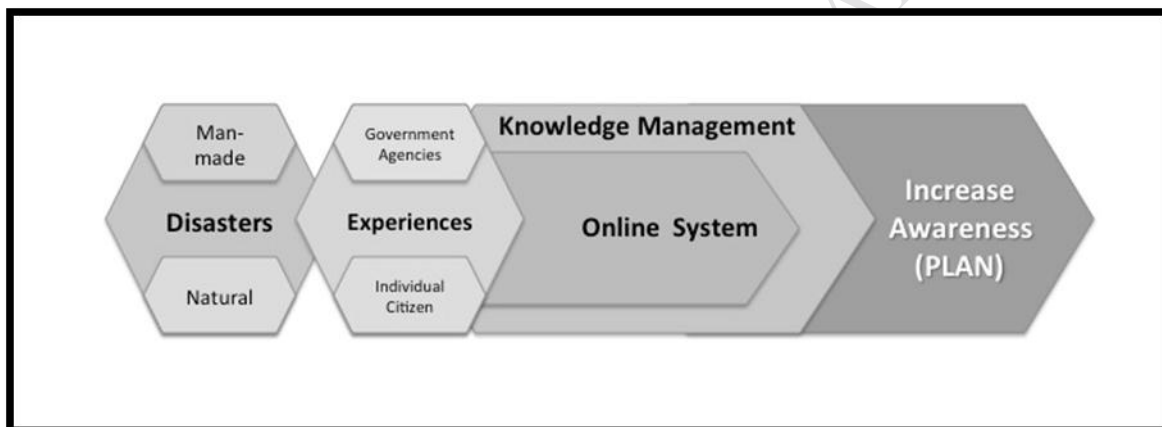 Man-
made
Disasters
Natural
Government
Agencies
Experiences
Individual
Citizen
Knowledge Management
Online System
Increase
Awareness
(PLAN)